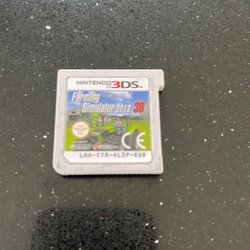 NINTENDO 3DS
Farming
Simulator 2012 3D
CE
LNA-CTR-AL3P-EUR